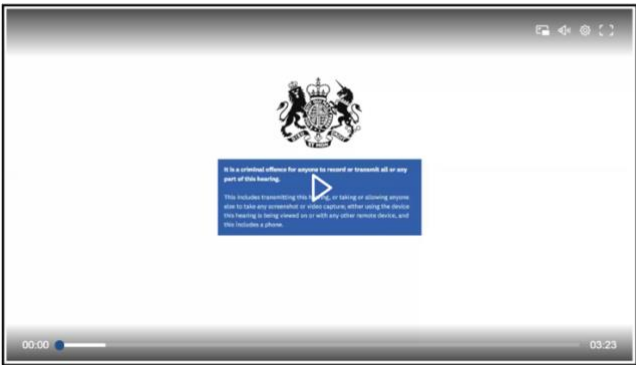 It is a criminal offence for anyone to record or transmit all or any
part of this hearing.
This includes transmitting this hearing, or taking or allowing anyone
else to take any screenshot or video capture; either using the device
this hearing is being viewed on or with any other remote device, and
this includes a phone.
00:00
03:23